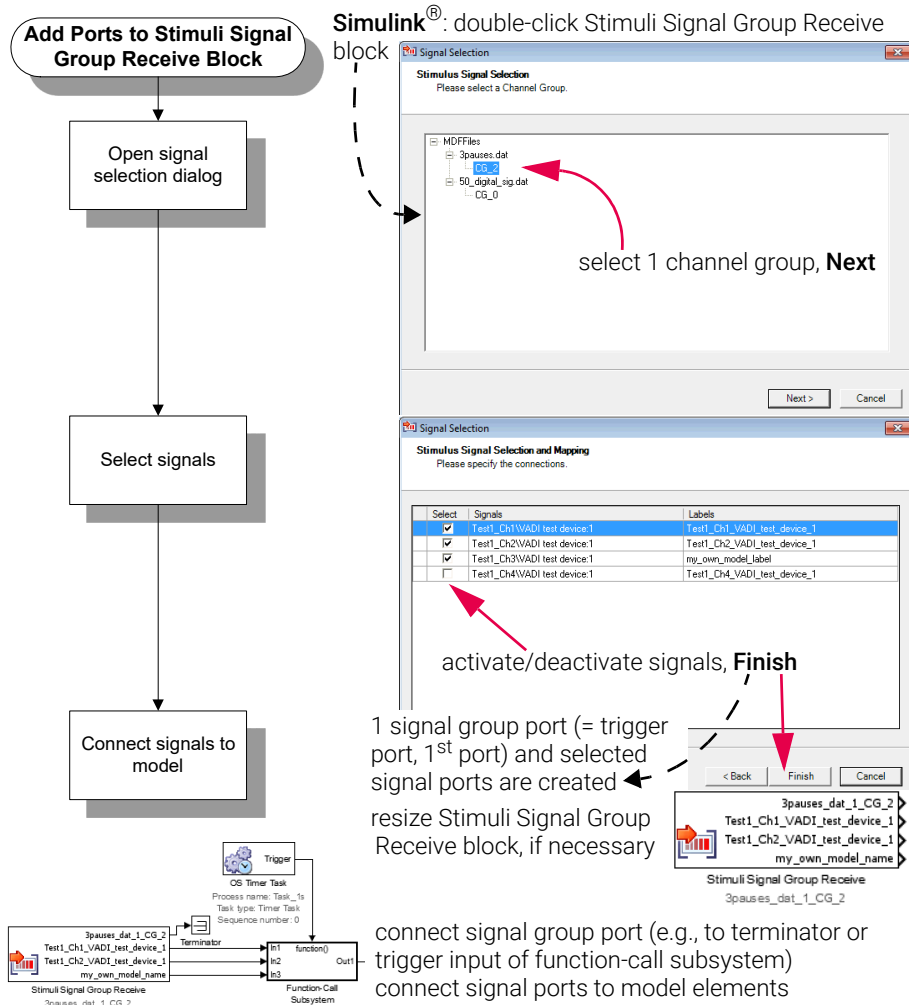 Add Ports to Stimuli Signal
Group Receive Block
Open signal
selection dialog
Select signals
Connect signals to
model
Simulink®: double-click Stimuli Signal Group Receive
block
Signal Selection
Stimulus Signal Selection
Please select a Channel Group.
MDFFiles
3pauses.dat
CG_2
50_digital_sig.dat
CG_0
select 1 channel group, Next
Next >
Cancel
Signal Selection
Stimulus Signal Selection and Mapping
Please specify the connections.
Select Signals Labels
Test1_Ch1\VADI test device:1 Test1_Ch1_VADI_test_device_1
Test1_Ch2\VADI test device:1 Test1_Ch2_VADI_test_device_1
Test1_Ch3\VADI test device:1 my_own_model_label
Test1_Ch4\VADI test device:1 Test1_Ch4_VADI_test_device_1
activate/deactivate signals, Finish
1 signal group port (= trigger
port, 1st port) and selected
signal ports are created
< Back
Finish
Cancel
resize Stimuli Signal Group
Receive block, if necessary
3pauses_dat_1_CG_2
Test1_Ch1_VADI_test_device_1
Test1_Ch2_VADI_test_device_1
my_own_model_name
Stimuli Signal Group Receive
3pauses_dat_1_CG_2
Trigger
OS Timer Task
Process name: Task_1s
Task type: Timer Task
Sequence number: 0
3pauses_dat_1_CG_2
Test1_Ch1_VADI_test_device_1
Test1_Ch2_VADI_test_device_1
my_own_model_name
Stimuli Signal Group Receive
3pauses_dat_1_CG_2
Terminator
In1
In2
In3
function()
Out1
Function-Call
Subsystem
connect signal group port (e.g., to terminator or
trigger input of function-call subsystem)
connect signal ports to model elements